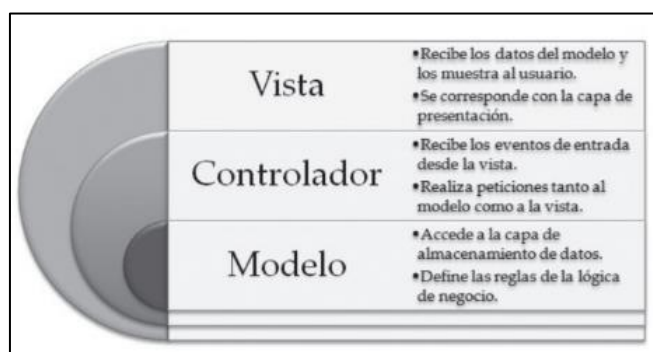 Vista
•Recibe los datos del modelo y
los muestra al usuario.
•Se corresponde con la capa de
presentación.
Controlador
•Recibe los eventos de entrada
desde la vista.
•Realiza peticiones tanto al
modelo como a la vista.
Modelo
•Accede a la capa de
almacenamiento de datos.
•Define las reglas de la lógica
de negocio.